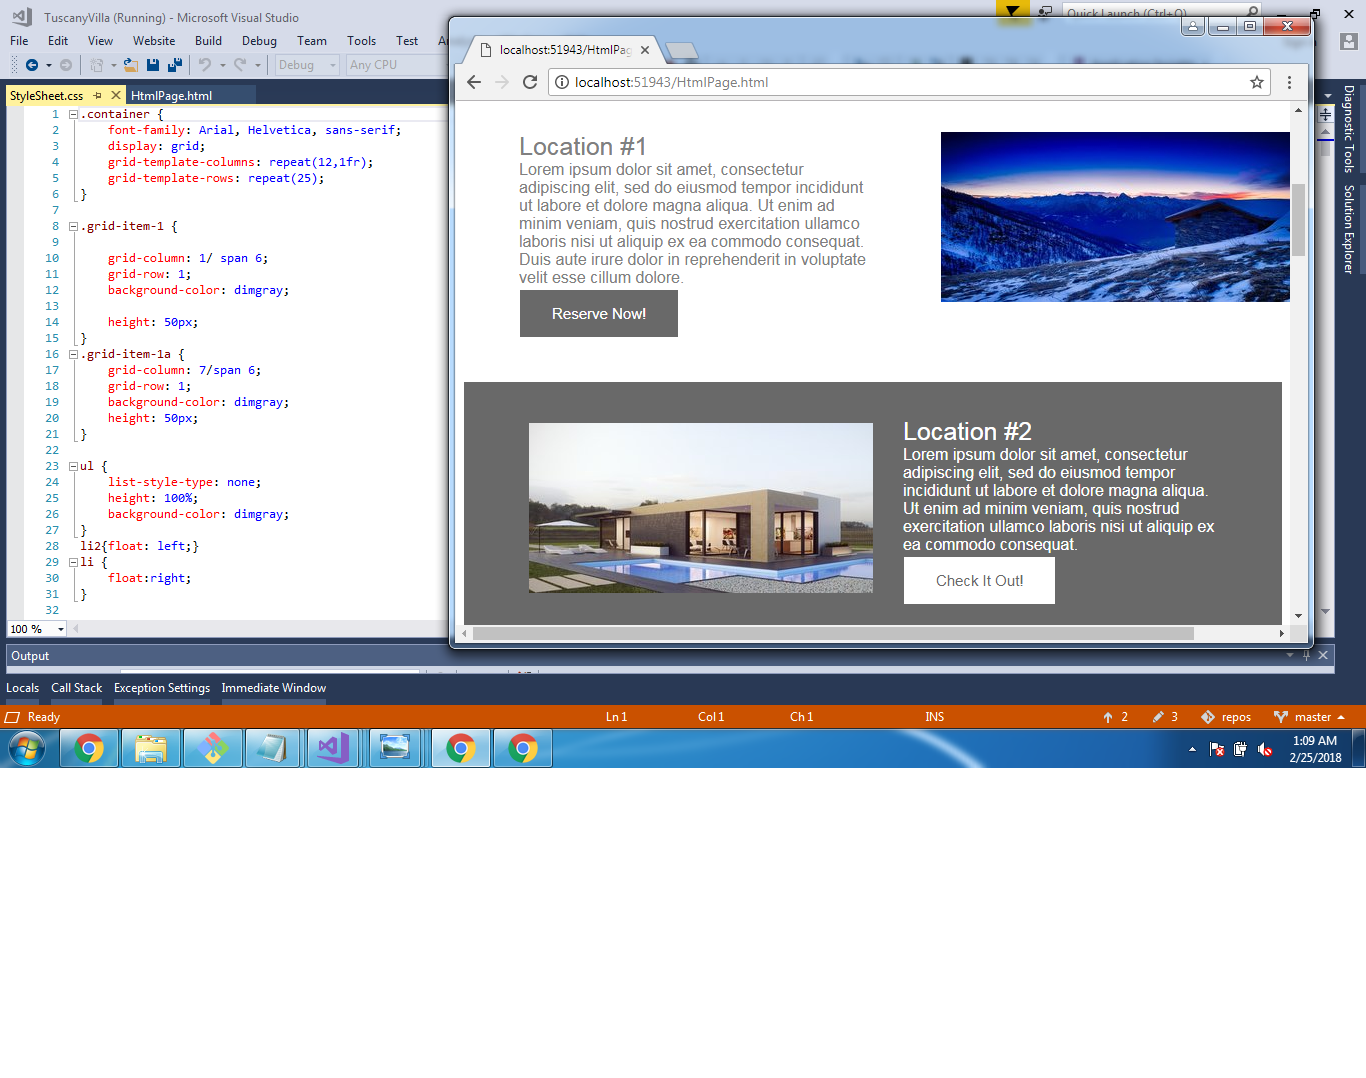 TuscanyVilla (Running) - Microsoft Visual Studio
Quick Launch (Ctrl+Q)
File Edit View Website Build Debug Team Tools Test
Debug Any CPU
StyleSheet.css HtmlPage.html
1 .container {
2 font-family: Arial, Helvetica, sans-serif;
3 display: grid;
4 grid-template-columns: repeat(12,1fr);
5 grid-template-rows: repeat(25);
6 }
7
8 .grid-item-1 {
9
10 grid-column: 1/ span 6;
11 grid-row: 1;
12 background-color: dimgray;
13
14 height: 50px;
15 }
16 .grid-item-1a {
17 grid-column: 7/span 6;
18 grid-row: 1;
19 background-color: dimgray;
20 height: 50px;
21 }
22
23 ul {
24 list-style-type: none;
25 height: 100%;
26 background-color: dimgray;
27 }
28 li2{float: left;}
29 li {
30 float:right;
31 }
32
100 %
localhost:51943/HtmlPag
localhost:51943/HtmlPage.html
Location #1
Lorem ipsum dolor sit amet, consectetur
adipiscing elit, sed do eiusmod tempor incididunt
ut labore et dolore magna aliqua. Ut enim ad
minim veniam, quis nostrud exercitation ullamco
laboris nisi ut aliquip ex ea commodo consequat.
Duis aute irure dolor in reprehenderit in voluptate
velit esse cillum dolore.
Reserve Now!
Location #2
Lorem ipsum dolor sit amet, consectetur
adipiscing elit, sed do eiusmod tempor
incididunt ut labore et dolore magna aliqua.
Ut enim ad minim veniam, quis nostrud
exercitation ullamco laboris nisi ut aliquip ex
ea commodo consequat.
Check It Out!
Diagnostic Tools
Solution Explorer
Output
Locals Call Stack Exception Settings Immediate Window
Ready Ln 1 Col 1 Ch 1 INS 2 3 repos master
1:09 AM
2/25/2018